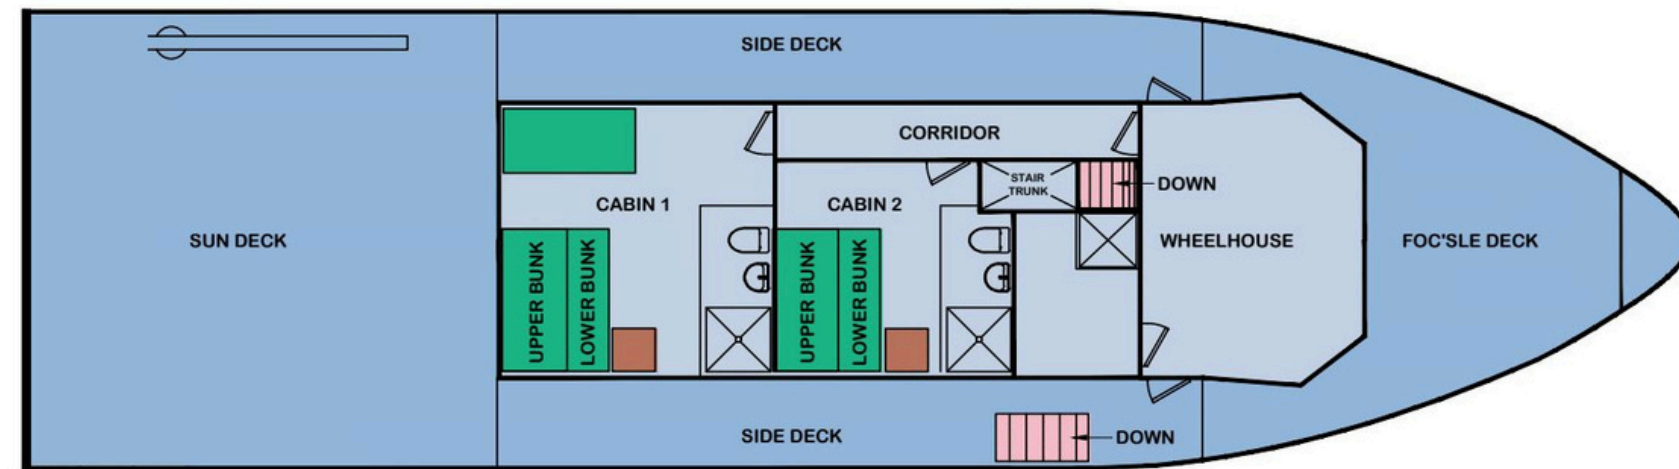 SIDE DECK
CORRIDOR
STAIR
TRUNK
DOWN
CABIN 1
CABIN 2
SUN DECK
UPPER BUNK
LOWER BUNK
UPPER BUNK
LOWER BUNK
WHEELHOUSE
FOC'SLE DECK
SIDE DECK
DOWN